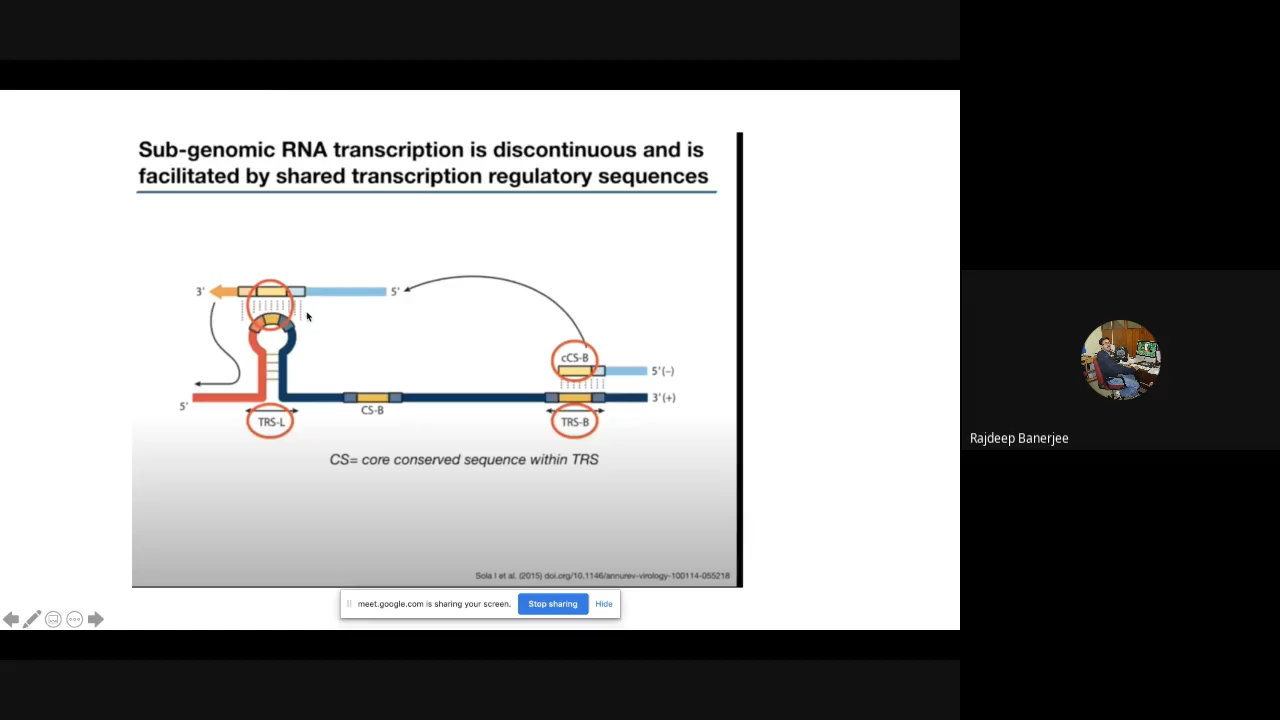 Sub-genomic RNA transcription is discontinuous and is
facilitated by shared transcription regulatory sequences
3' 5'
cCS-B
5'(–)
5' 3'(+)
CS-B
TRS-L TRS-B
CS= core conserved sequence within TRS
Sola I et al. (2015) doi.org/10.1146/annurev-virology-100114-055218
meet.google.com is sharing your screen. Stop sharing Hide
Rajdeep Banerjee